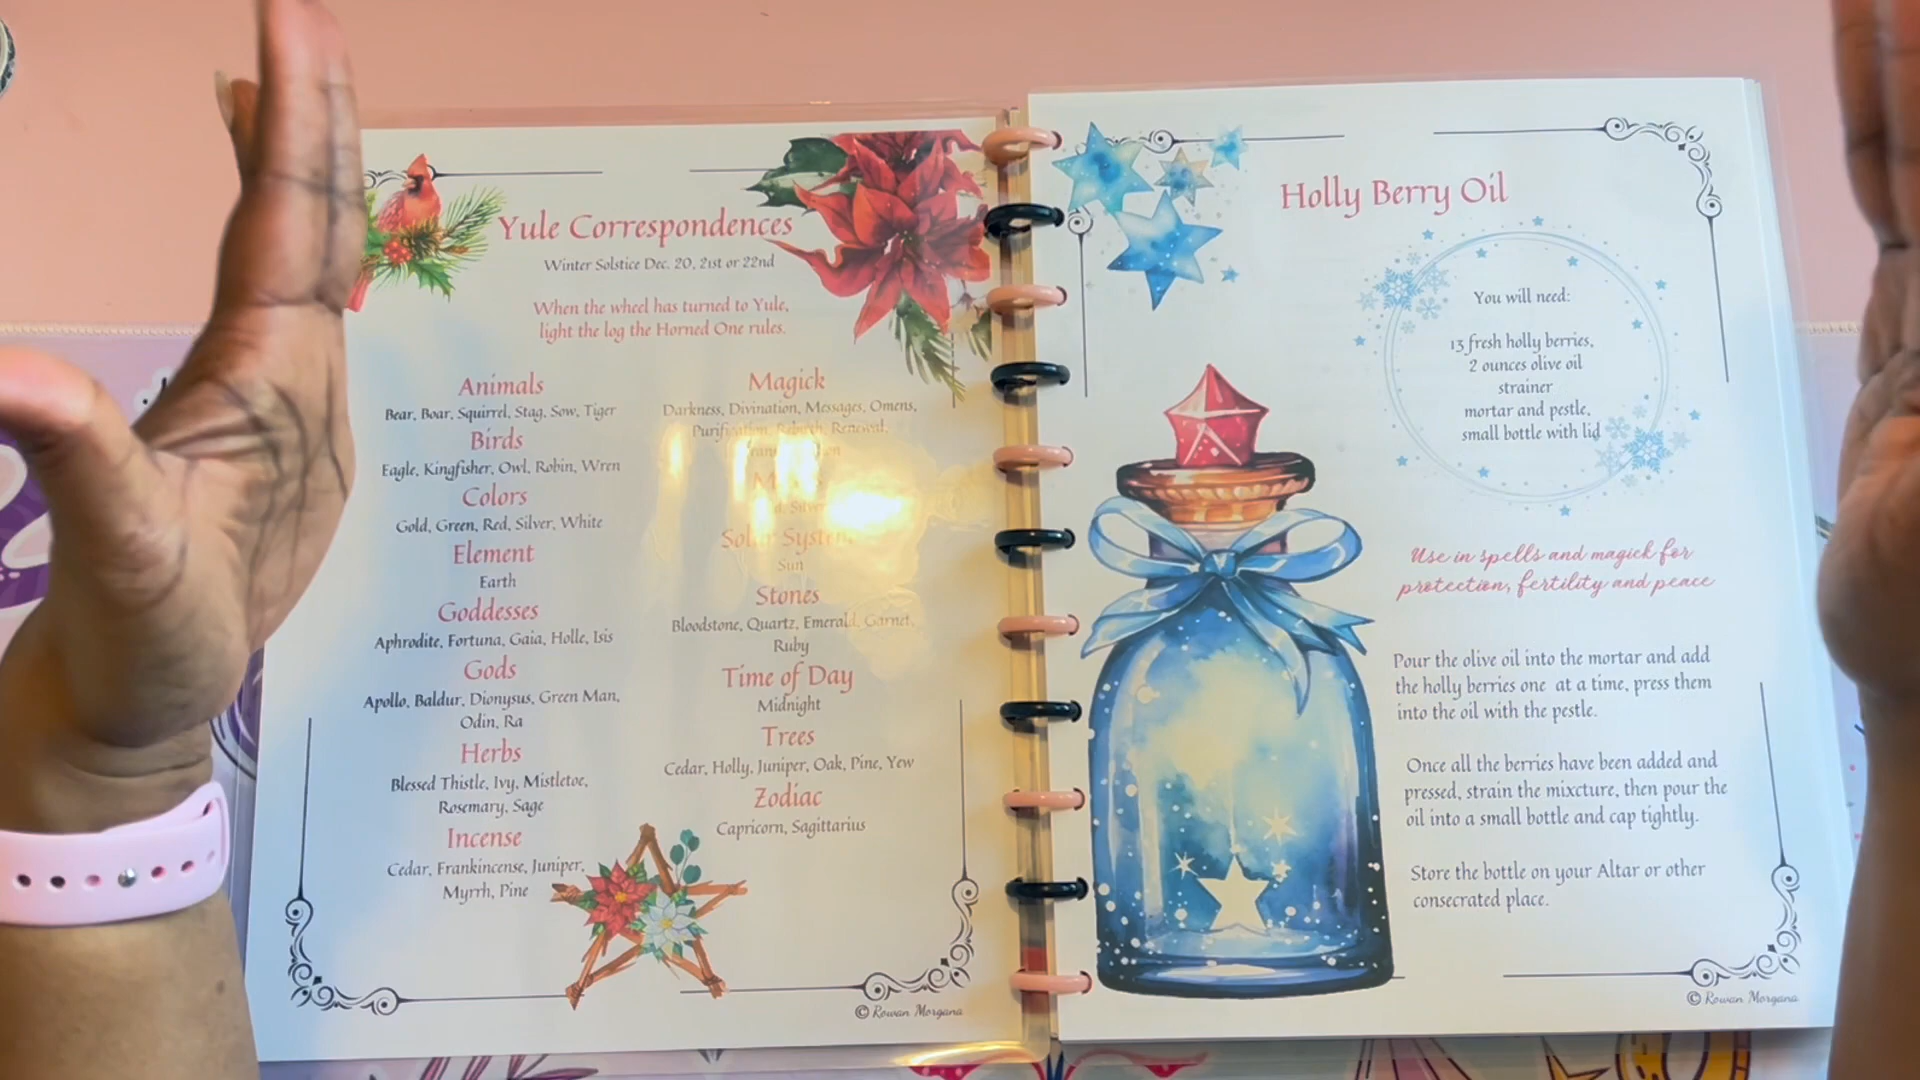 Yule Correspondences
Winter Solstice Dec. 20, 21st or 22nd
When the wheel has turned to Yule,
light the log the Horned One rules.
Animals
Bear, Boar, Squirrel, Stag, Sow, Tiger
Birds
Eagle, Kingfisher, Owl, Robin, Wren
Colors
Gold, Green, Red, Silver, White
Element
Earth
Goddesses
Aphrodite, Fortuna, Gaia, Holle, Isis
Gods
Apollo, Baldur, Dionysus, Green Man,
Odin, Ra
Herbs
Blessed Thistle, Ivy, Mistletoe,
Rosemary, Sage
Incense
Cedar, Frankincense, Juniper,
Myrrh, Pine
Magick
Darkness, Divination, Messages, Omens,
Purification, Rebirth, Renewal,
Solar System
Sun
Stones
Bloodstone, Quartz, Emerald, Garnet,
Ruby
Time of Day
Midnight
Trees
Cedar, Holly, Juniper, Oak, Pine, Yew
Zodiac
Capricorn, Sagittarius
© Rowan Morgana
Holly Berry Oil
You will need:
13 fresh holly berries,
2 ounces olive oil
strainer
mortar and pestle,
small bottle with lid
Use in spells and magick for
protection, fertility and peace
Pour the olive oil into the mortar and add
the holly berries one at a time, press them
into the oil with the pestle.
Once all the berries have been added and
pressed, strain the mixcture, then pour the
oil into a small bottle and cap tightly.
Store the bottle on your Altar or other
consecrated place.
© Rowan Morgana